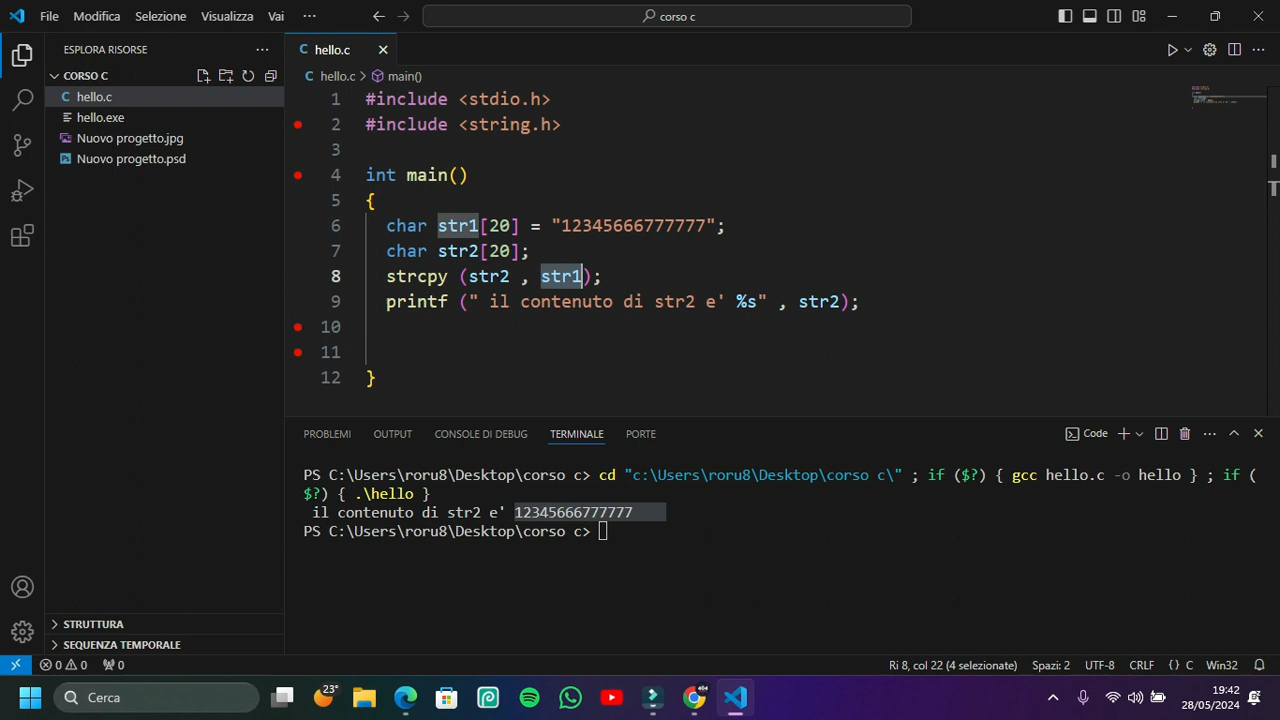 File Modifica Selezione Visualizza Vai ··· corso c
ESPLORA RISORSE ···
hello.c
CORSO C
hello.c > main()
hello.c
hello.exe
Nuovo progetto.jpg
Nuovo progetto.psd
1 #include <stdio.h>
2 #include <string.h>
3
4 int main()
5 {
6 char str1[20] = "12345666777777";
7 char str2[20];
8 strcpy (str2 , str1);
9 printf (" il contenuto di str2 e' %s" , str2);
10
11
12 }
PROBLEMI OUTPUT CONSOLE DI DEBUG TERMINALE PORTE Code
PS C:\Users\roru8\Desktop\corso c> cd "c:\Users\roru8\Desktop\corso c\" ; if ($?) { gcc hello.c -o hello } ; if (
$?) { .\hello }
il contenuto di str2 e' 12345666777777
PS C:\Users\roru8\Desktop\corso c>
STRUTTURA
SEQUENZA TEMPORALE
0 0 0 Ri 8, col 22 (4 selezionate) Spazi: 2 UTF-8 CRLF {} C Win32
23° Cerca 19:42
28/05/2024